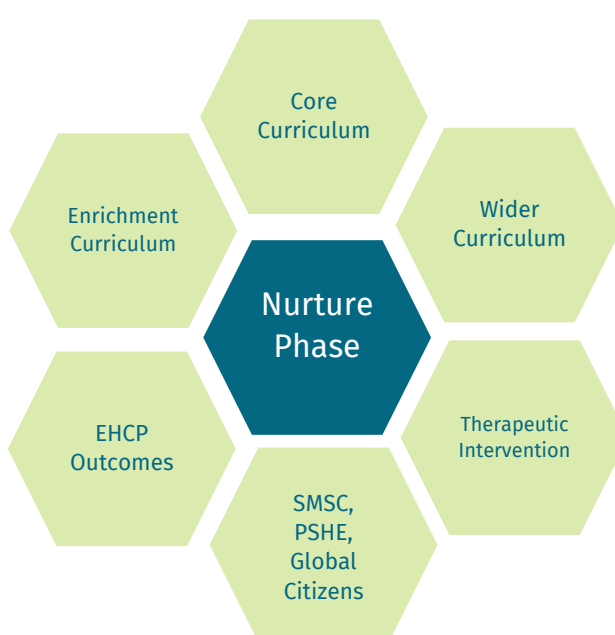 Core
Curriculum
Enrichment
Curriculum
Wider
Curriculum
Nurture
Phase
EHCP
Outcomes
Therapeutic
Intervention
SMSC,
PSHE,
Global
Citizens